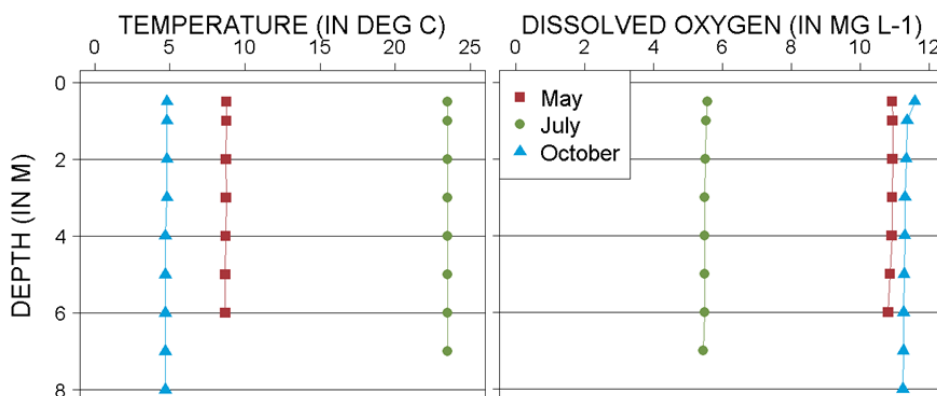 TEMPERATURE (IN DEG C)
0 5 10 15 20 25
DISSOLVED OXYGEN (IN MG L-1)
0 2 4 6 8 10 12
DEPTH (IN M)
0
2
4
6
8
May
July
October